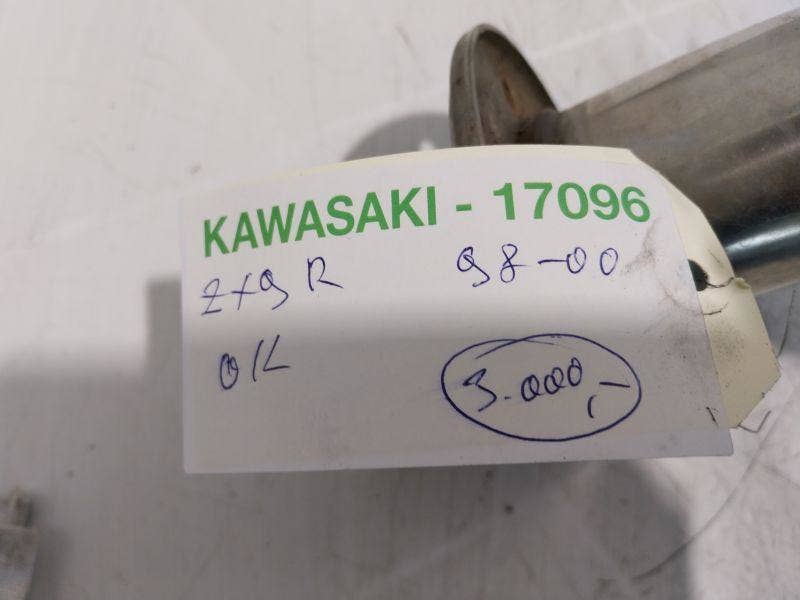 KAWASAKI - 17096
ZX9R 98-00
OK 3.000,-